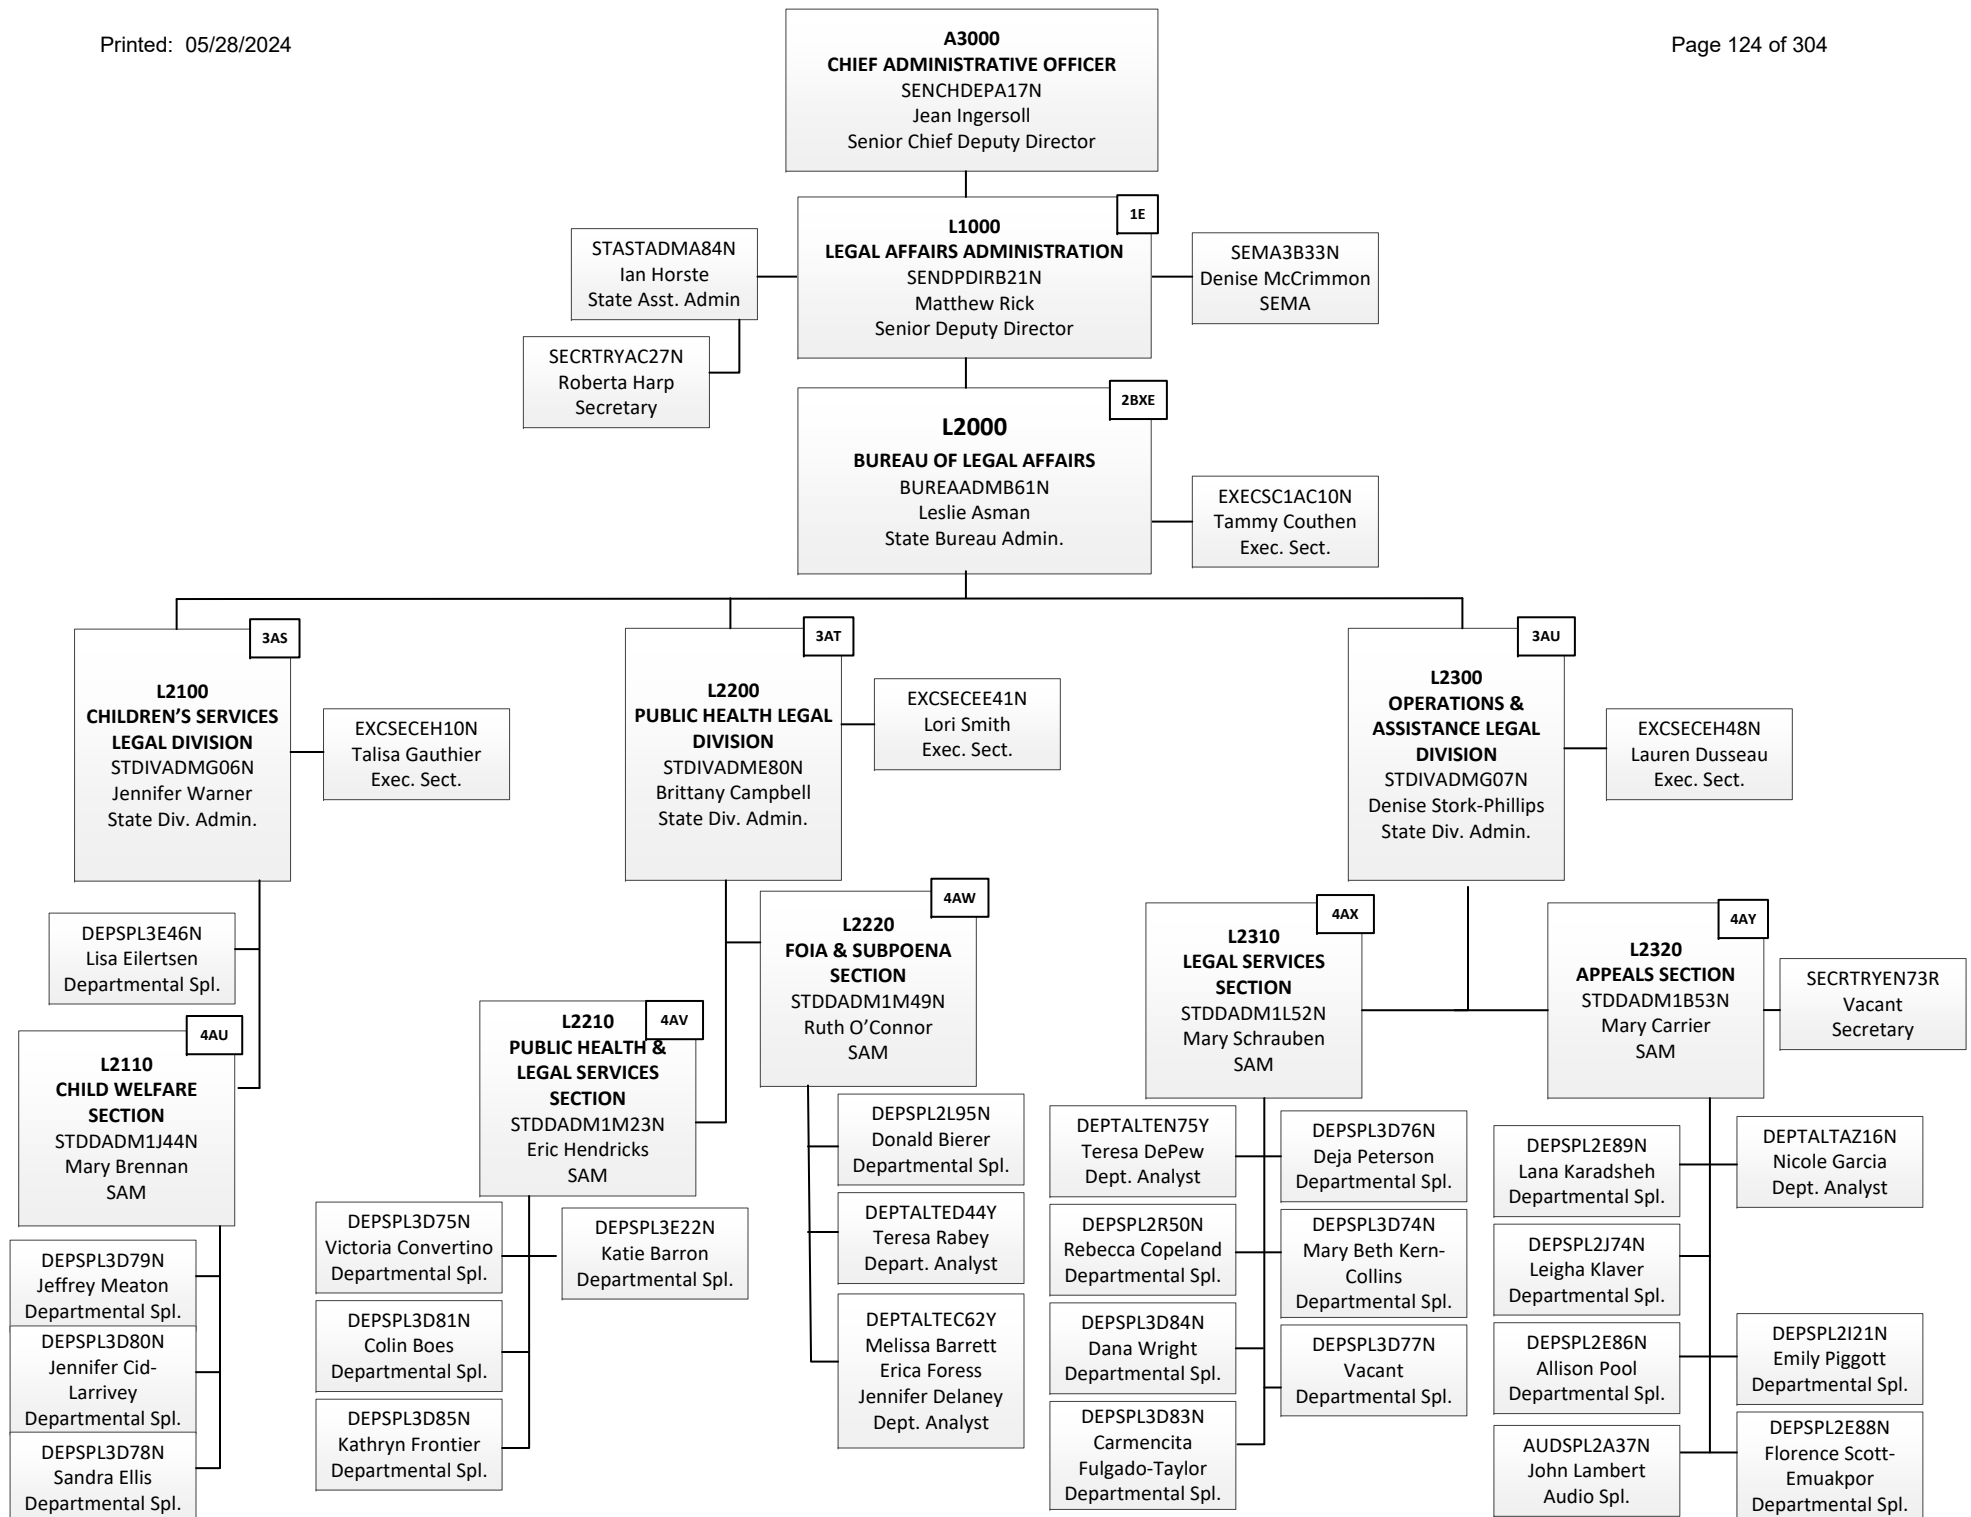 Printed: 05/28/2024
Page 124 of 304
A3000
CHIEF ADMINISTRATIVE OFFICER
SENCHDEPA17N
Jean Ingersoll
Senior Chief Deputy Director
1E
L1000
LEGAL AFFAIRS ADMINISTRATION
SENDPDIRB21N
Matthew Rick
Senior Deputy Director
STASTADMA84N
Ian Horste
State Asst. Admin
SEMA3B33N
Denise McCrimmon
SEMA
SECRTRYAC27N
Roberta Harp
Secretary
2BXE
L2000
BUREAU OF LEGAL AFFAIRS
BUREAADMB61N
Leslie Asman
State Bureau Admin.
EXECSC1AC10N
Tammy Couthen
Exec. Sect.
3AS
L2100
CHILDREN’S SERVICES
LEGAL DIVISION
STDIVADMG06N
Jennifer Warner
State Div. Admin.
EXCSECEH10N
Talisa Gauthier
Exec. Sect.
3AT
L2200
PUBLIC HEALTH LEGAL
DIVISION
STDIVADME80N
Brittany Campbell
State Div. Admin.
EXCSECEE41N
Lori Smith
Exec. Sect.
3AU
L2300
OPERATIONS &
ASSISTANCE LEGAL
DIVISION
STDIVADMG07N
Denise Stork-Phillips
State Div. Admin.
EXCSECEH48N
Lauren Dusseau
Exec. Sect.
DEPSPL3E46N
Lisa Eilertsen
Departmental Spl.
4AU
L2110
CHILD WELFARE
SECTION
STDDADM1J44N
Mary Brennan
SAM
DEPSPL3D79N
Jeffrey Meaton
Departmental Spl.
DEPSPL3D80N
Jennifer Cid-
Larrivey
Departmental Spl.
DEPSPL3D78N
Sandra Ellis
Departmental Spl.
4AV
L2210
PUBLIC HEALTH &
LEGAL SERVICES
SECTION
STDDADM1M23N
Eric Hendricks
SAM
DEPSPL3D75N
Victoria Convertino
Departmental Spl.
DEPSPL3E22N
Katie Barron
Departmental Spl.
DEPSPL3D81N
Colin Boes
Departmental Spl.
DEPSPL3D85N
Kathryn Frontier
Departmental Spl.
4AW
L2220
FOIA & SUBPOENA
SECTION
STDDADM1M49N
Ruth O’Connor
SAM
DEPSPL2L95N
Donald Bierer
Departmental Spl.
DEPTALTED44Y
Teresa Rabey
Depart. Analyst
DEPTALTEC62Y
Melissa Barrett
Erica Foress
Jennifer Delaney
Dept. Analyst
4AX
L2310
LEGAL SERVICES
SECTION
STDDADM1L52N
Mary Schrauben
SAM
DEPTALTEN75Y
Teresa DePew
Dept. Analyst
DEPSPL3D76N
Deja Peterson
Departmental Spl.
DEPSPL2R50N
Rebecca Copeland
Departmental Spl.
DEPSPL3D74N
Mary Beth Kern-
Collins
Departmental Spl.
DEPSPL3D84N
Dana Wright
Departmental Spl.
DEPSPL3D77N
Vacant
Departmental Spl.
DEPSPL3D83N
Carmencita
Fulgado-Taylor
Departmental Spl.
4AY
L2320
APPEALS SECTION
STDDADM1B53N
Mary Carrier
SAM
SECRTRYEN73R
Vacant
Secretary
DEPSPL2E89N
Lana Karadsheh
Departmental Spl.
DEPTALTAZ16N
Nicole Garcia
Dept. Analyst
DEPSPL2J74N
Leigha Klaver
Departmental Spl.
DEPSPL2E86N
Allison Pool
Departmental Spl.
DEPSPL2I21N
Emily Piggott
Departmental Spl.
AUDSPL2A37N
John Lambert
Audio Spl.
DEPSPL2E88N
Florence Scott-
Emuakpor
Departmental Spl.